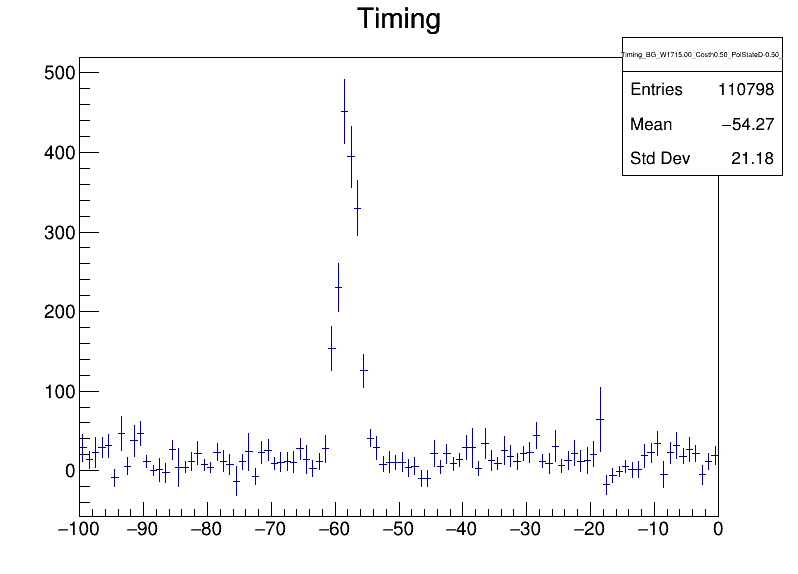 Timing
Timing_BG_W1715.00_Costh0.50_PolStateD-0.50_
Entries 110798
Mean −54.27
Std Dev 21.18
500
400
300
200
100
0
−100 −90 −80 −70 −60 −50 −40 −30 −20 −10 0